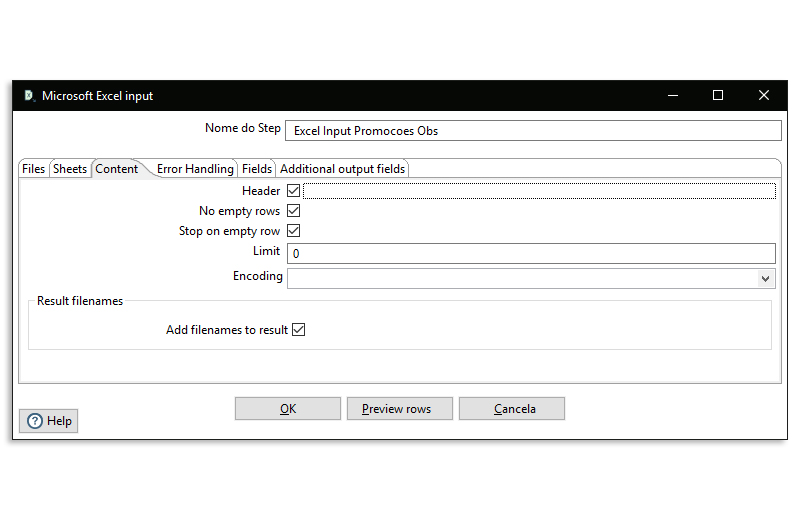 Microsoft Excel input
Nome do Step Excel Input Promocoes Obs
Files Sheets Content Error Handling Fields Additional output fields
Header
No empty rows
Stop on empty row
Limit 0
Encoding
Result filenames
Add filenames to result
OK Preview rows Cancela
Help